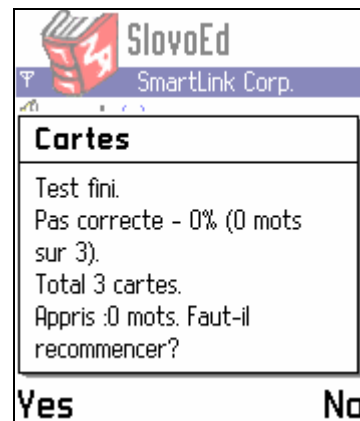 SlovoEd
SmartLink Corp.
Cartes
Test fini.
Pas correcte - 0% (0 mots
sur 3).
Total 3 cartes.
Appris :0 mots. Faut-il
recommencer?
Yes No